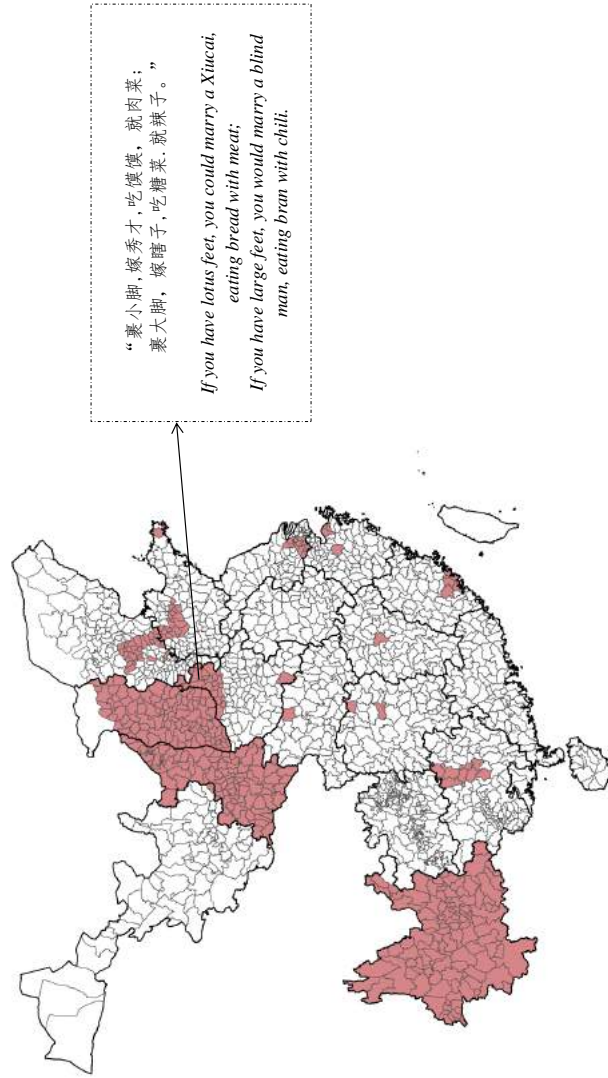 “裹小脚,嫁秀才,吃馍馍，就肉菜；
裹大脚，嫁瞎子,吃糖菜.就辣子。”
If you have lotus feet, you could marry a Xiucai,
eating bread with meat;
If you have large feet, you would marry a blind
man, eating bran with chili.